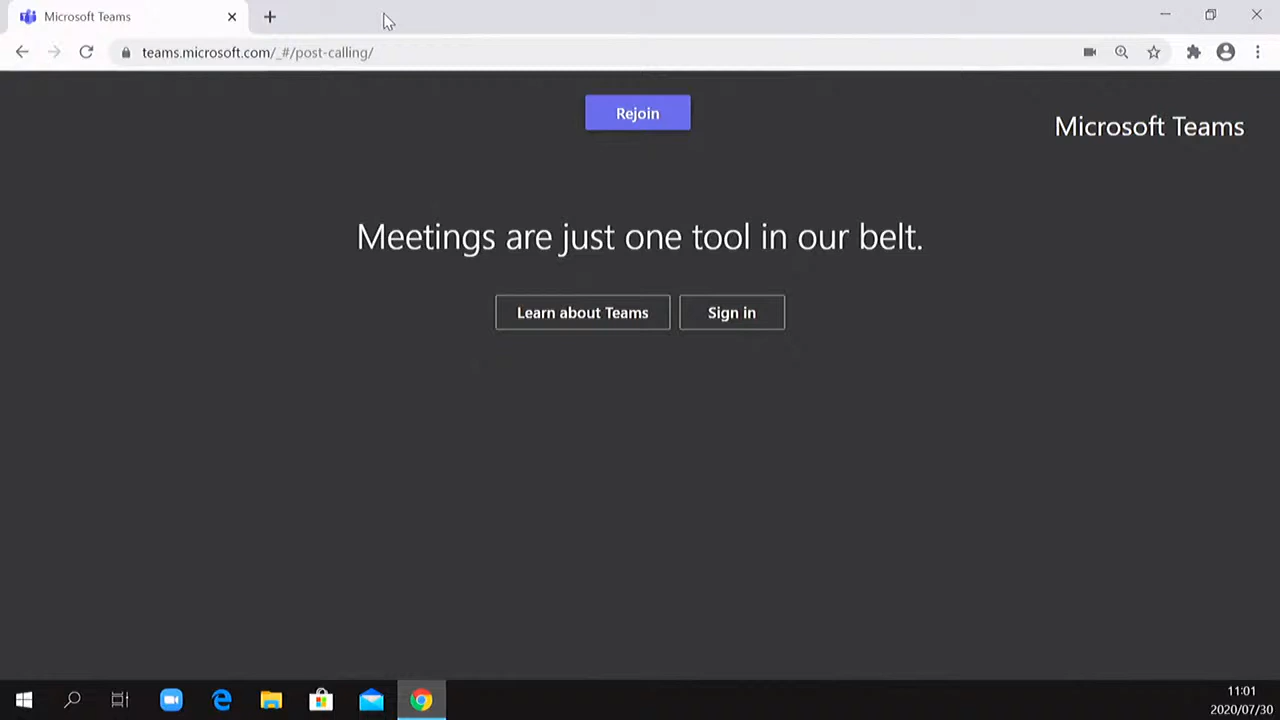 Microsoft Teams
teams.microsoft.com/_#/post-calling/
Rejoin
Microsoft Teams
Meetings are just one tool in our belt.
Learn about Teams
Sign in
11:01
2020/07/30